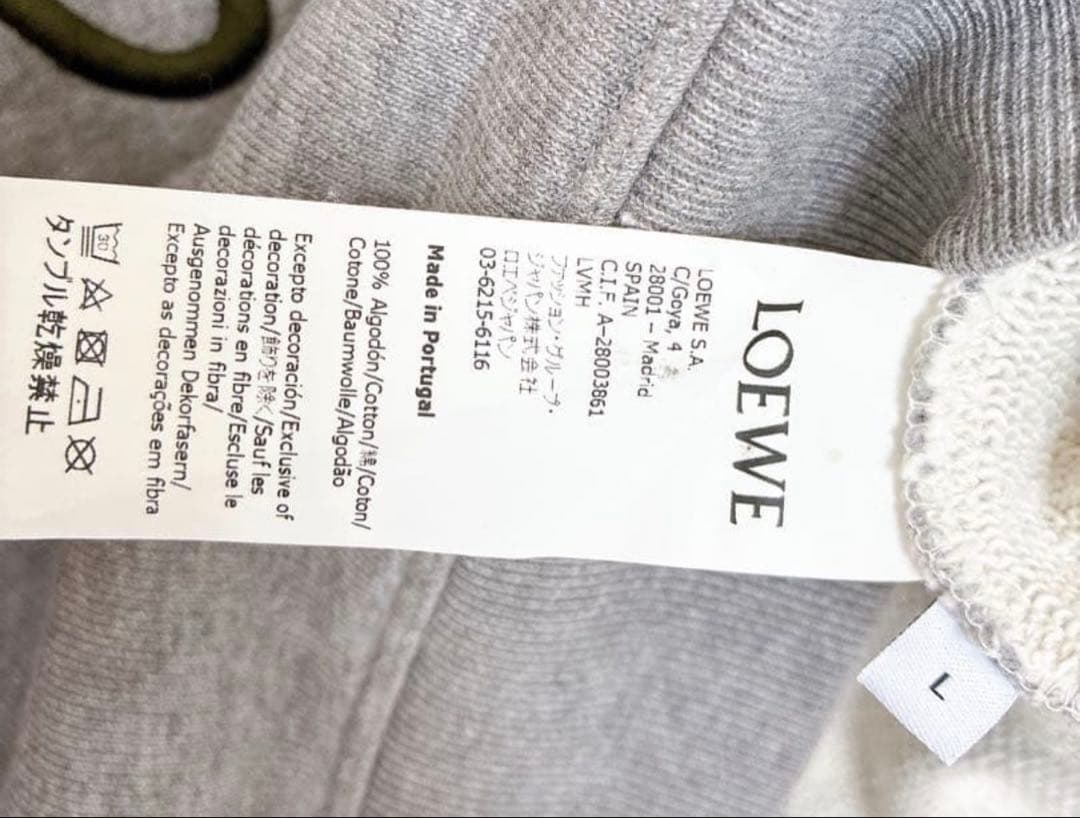 LOEWE
LOEWE S.A.
C/Goya, 4
28001 – Madrid
SPAIN
C.I.F. A-28003861
LVMH
ファッション・グループ・
ジャパン株式会社
ロエベジャパン
03-6215-6116
Made in Portugal
100% Algodón/Cotton/綿/Coton/
Cotone/Baumwolle/Algodão
Excepto decoración/Exclusive of
decoration/飾りを除く/Sauf les
décorations en fibre/Escluse le
decorazioni in fibra/
Ausgenommen Dekorfasern/
Excepto as decorações em fibra
30
タンブル乾燥禁止
L